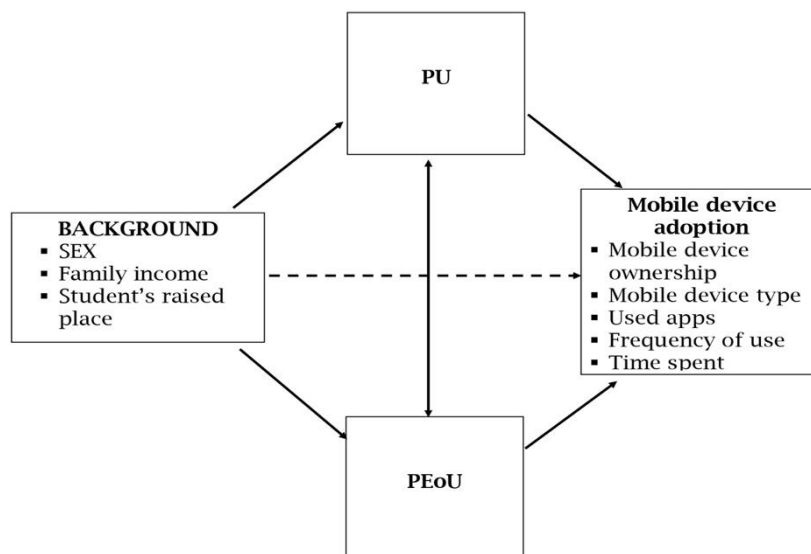 PU
BACKGROUND
▪ SEX
▪ Family income
▪ Student’s raised
place
Mobile device
adoption
▪ Mobile device
ownership
▪ Mobile device type
▪ Used apps
▪ Frequency of use
▪ Time spent
PEoU